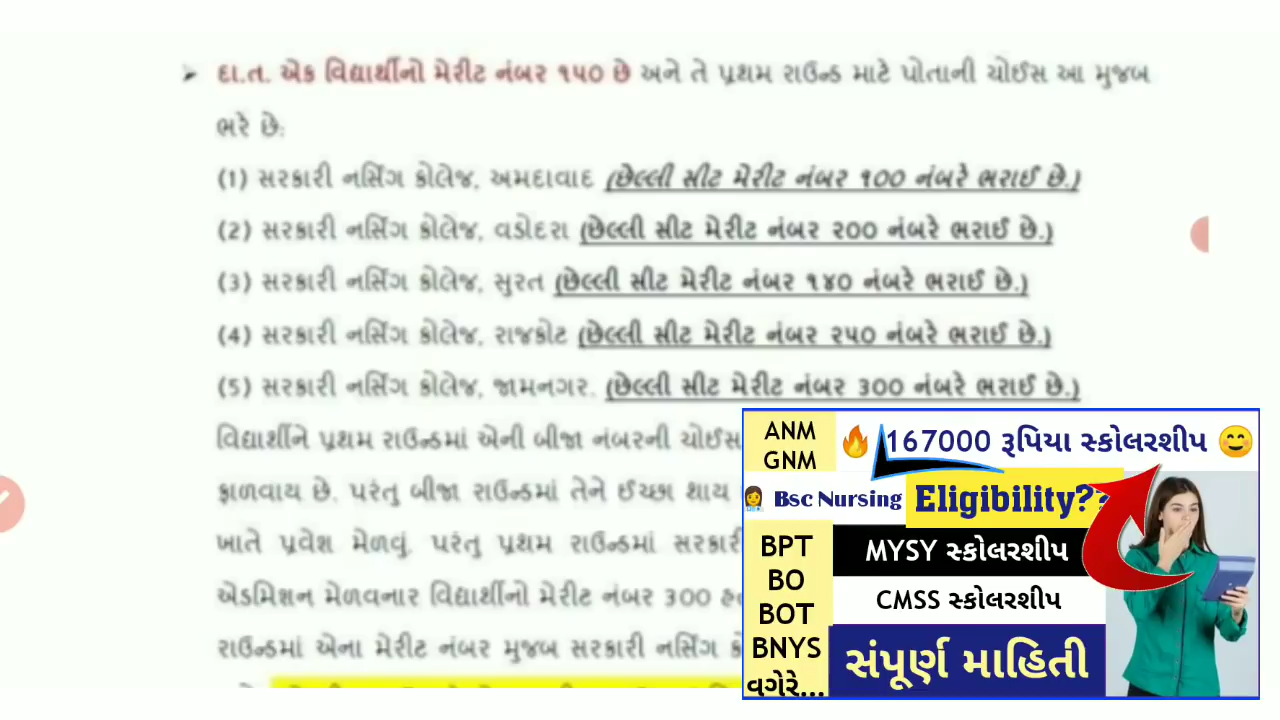 ➤ દા.ત. એક વિદ્યાર્થીનો મેરીટ નંબર ૧૫૦ છે અને તે પ્રથમ રાઉન્ડ માટે પોતાની ચોઈસ આ મુજબ
ભરે છે:
(1) સરકારી નર્સિંગ કોલેજ, અમદાવાદ (છેલ્લી સીટ મેરીટ નંબર ૧૦૦ નંબરે ભરાઈ છે.)
(2) સરકારી નર્સિંગ કોલેજ, વડોદરા (છેલ્લી સીટ મેરીટ નંબર ૨૦૦ નંબરે ભરાઈ છે.)
(3) સરકારી નર્સિંગ કોલેજ, સુરત (છેલ્લી સીટ મેરીટ નંબર ૧૪૦ નંબરે ભરાઈ છે.)
(4) સરકારી નર્સિંગ કોલેજ, રાજકોટ (છેલ્લી સીટ મેરીટ નંબર ૨૫૦ નંબરે ભરાઈ છે.)
(5) સરકારી નર્સિંગ કોલેજ, જામનગર. (છેલ્લી સીટ મેરીટ નંબર ૩૦૦ નંબરે ભરાઈ છે.)
વિદ્યાર્થીને પ્રથમ રાઉન્ડમાં એની બીજા નંબરની ચોઈસ
ફાળવાય છે. પરંતુ બીજા રાઉન્ડમાં તેને ઈચ્છા થાય
ખાતે પ્રવેશ મેળવવું. પરંતુ પ્રથમ રાઉન્ડમાં સરકારી
એડમિશન મેળવનાર વિદ્યાર્થીનો મેરીટ નંબર ૩૦૦
રાઉન્ડમાં એના મેરીટ નંબર મુજબ સરકારી નર્સિંગ
ANM
GNM
🔥 167000 રૂપિયા સ્કોલરશીપ 😊
Bsc Nursing
Eligibility??
BPT
BO
BOT
BNYS
વગેરે...
MYSY સ્કોલરશીપ
CMSS સ્કોલરશીપ
સંપૂર્ણ માહિતી